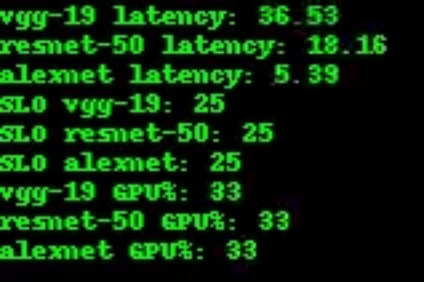 vgg-19 latency: 36.53
resnet-50 latency: 18.16
alexnet latency: 5.39
SLO vgg-19: 25
SLO resnet-50: 25
SLO alexnet: 25
vgg-19 GPU%: 33
resnet-50 GPU%: 33
alexnet GPU%: 33